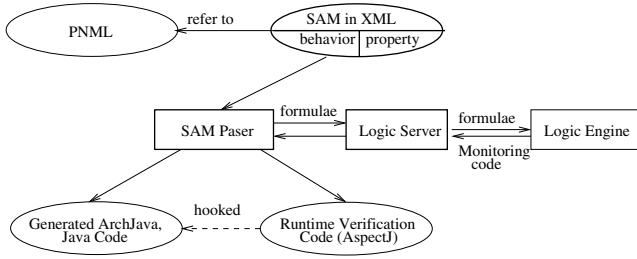 SAM in XML
PNML
refer to
behavior
property
formulae
formulae
SAM Paser
Logic Server
Logic Engine
Monitoring
code
hooked
Generated ArchJava,
Java Code
Runtime Verification
Code (AspectJ)